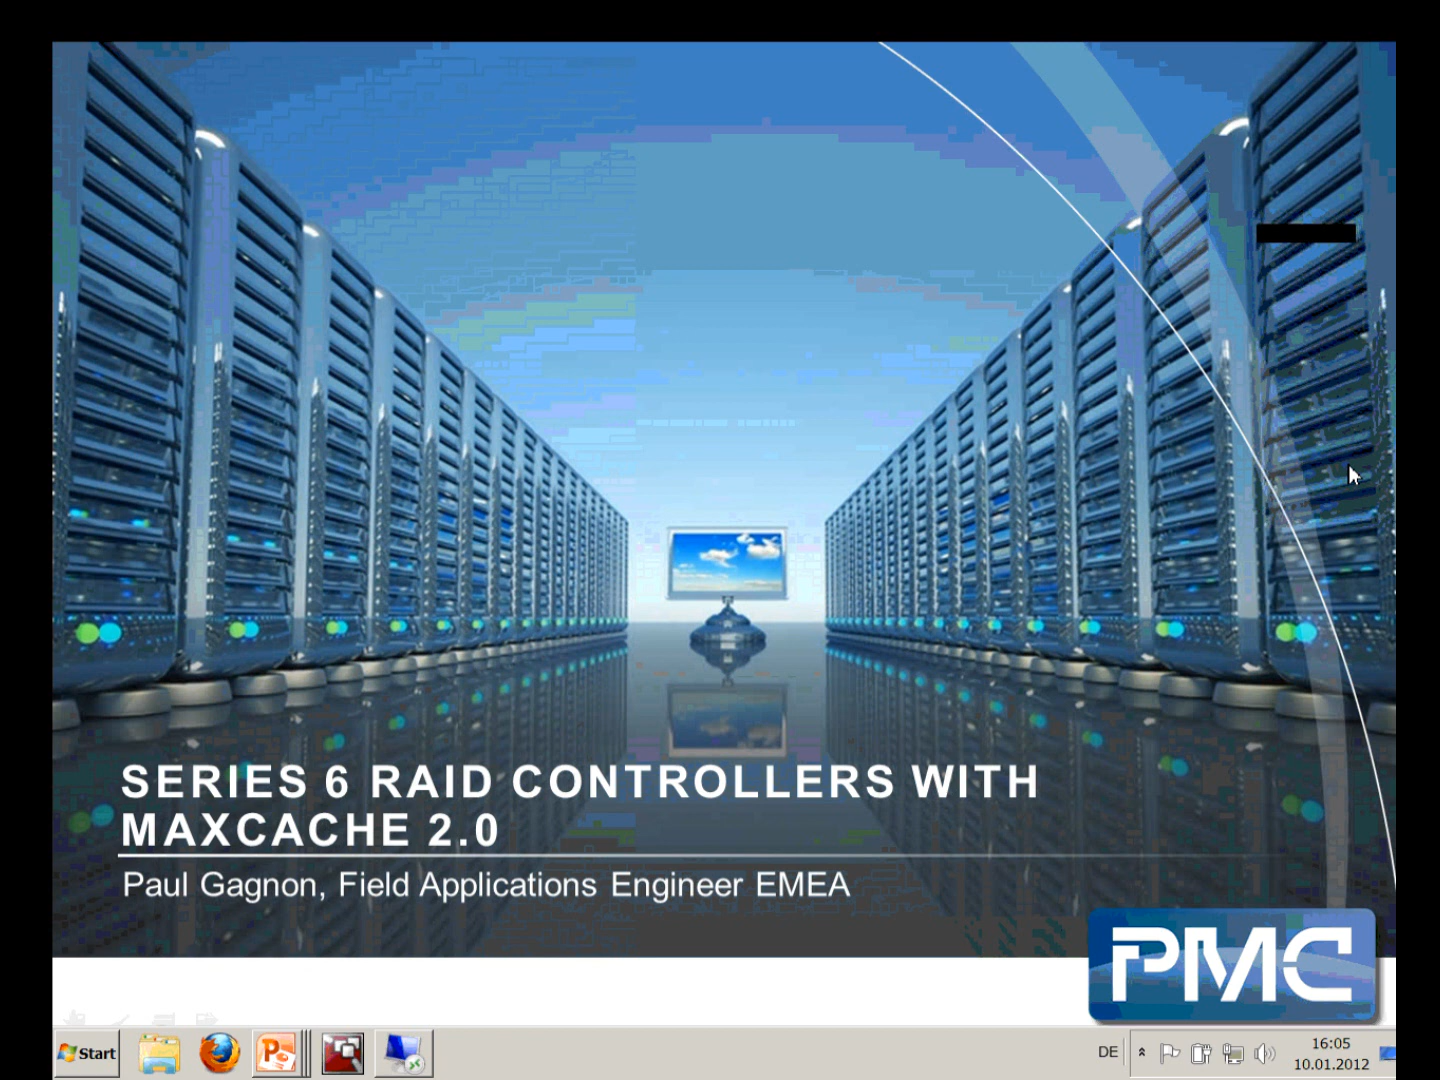 SERIES 6 RAID CONTROLLERS WITH
MAXCACHE 2.0
Paul Gagnon, Field Applications Engineer EMEA
PMC
Start
DE
16:05
10.01.2012